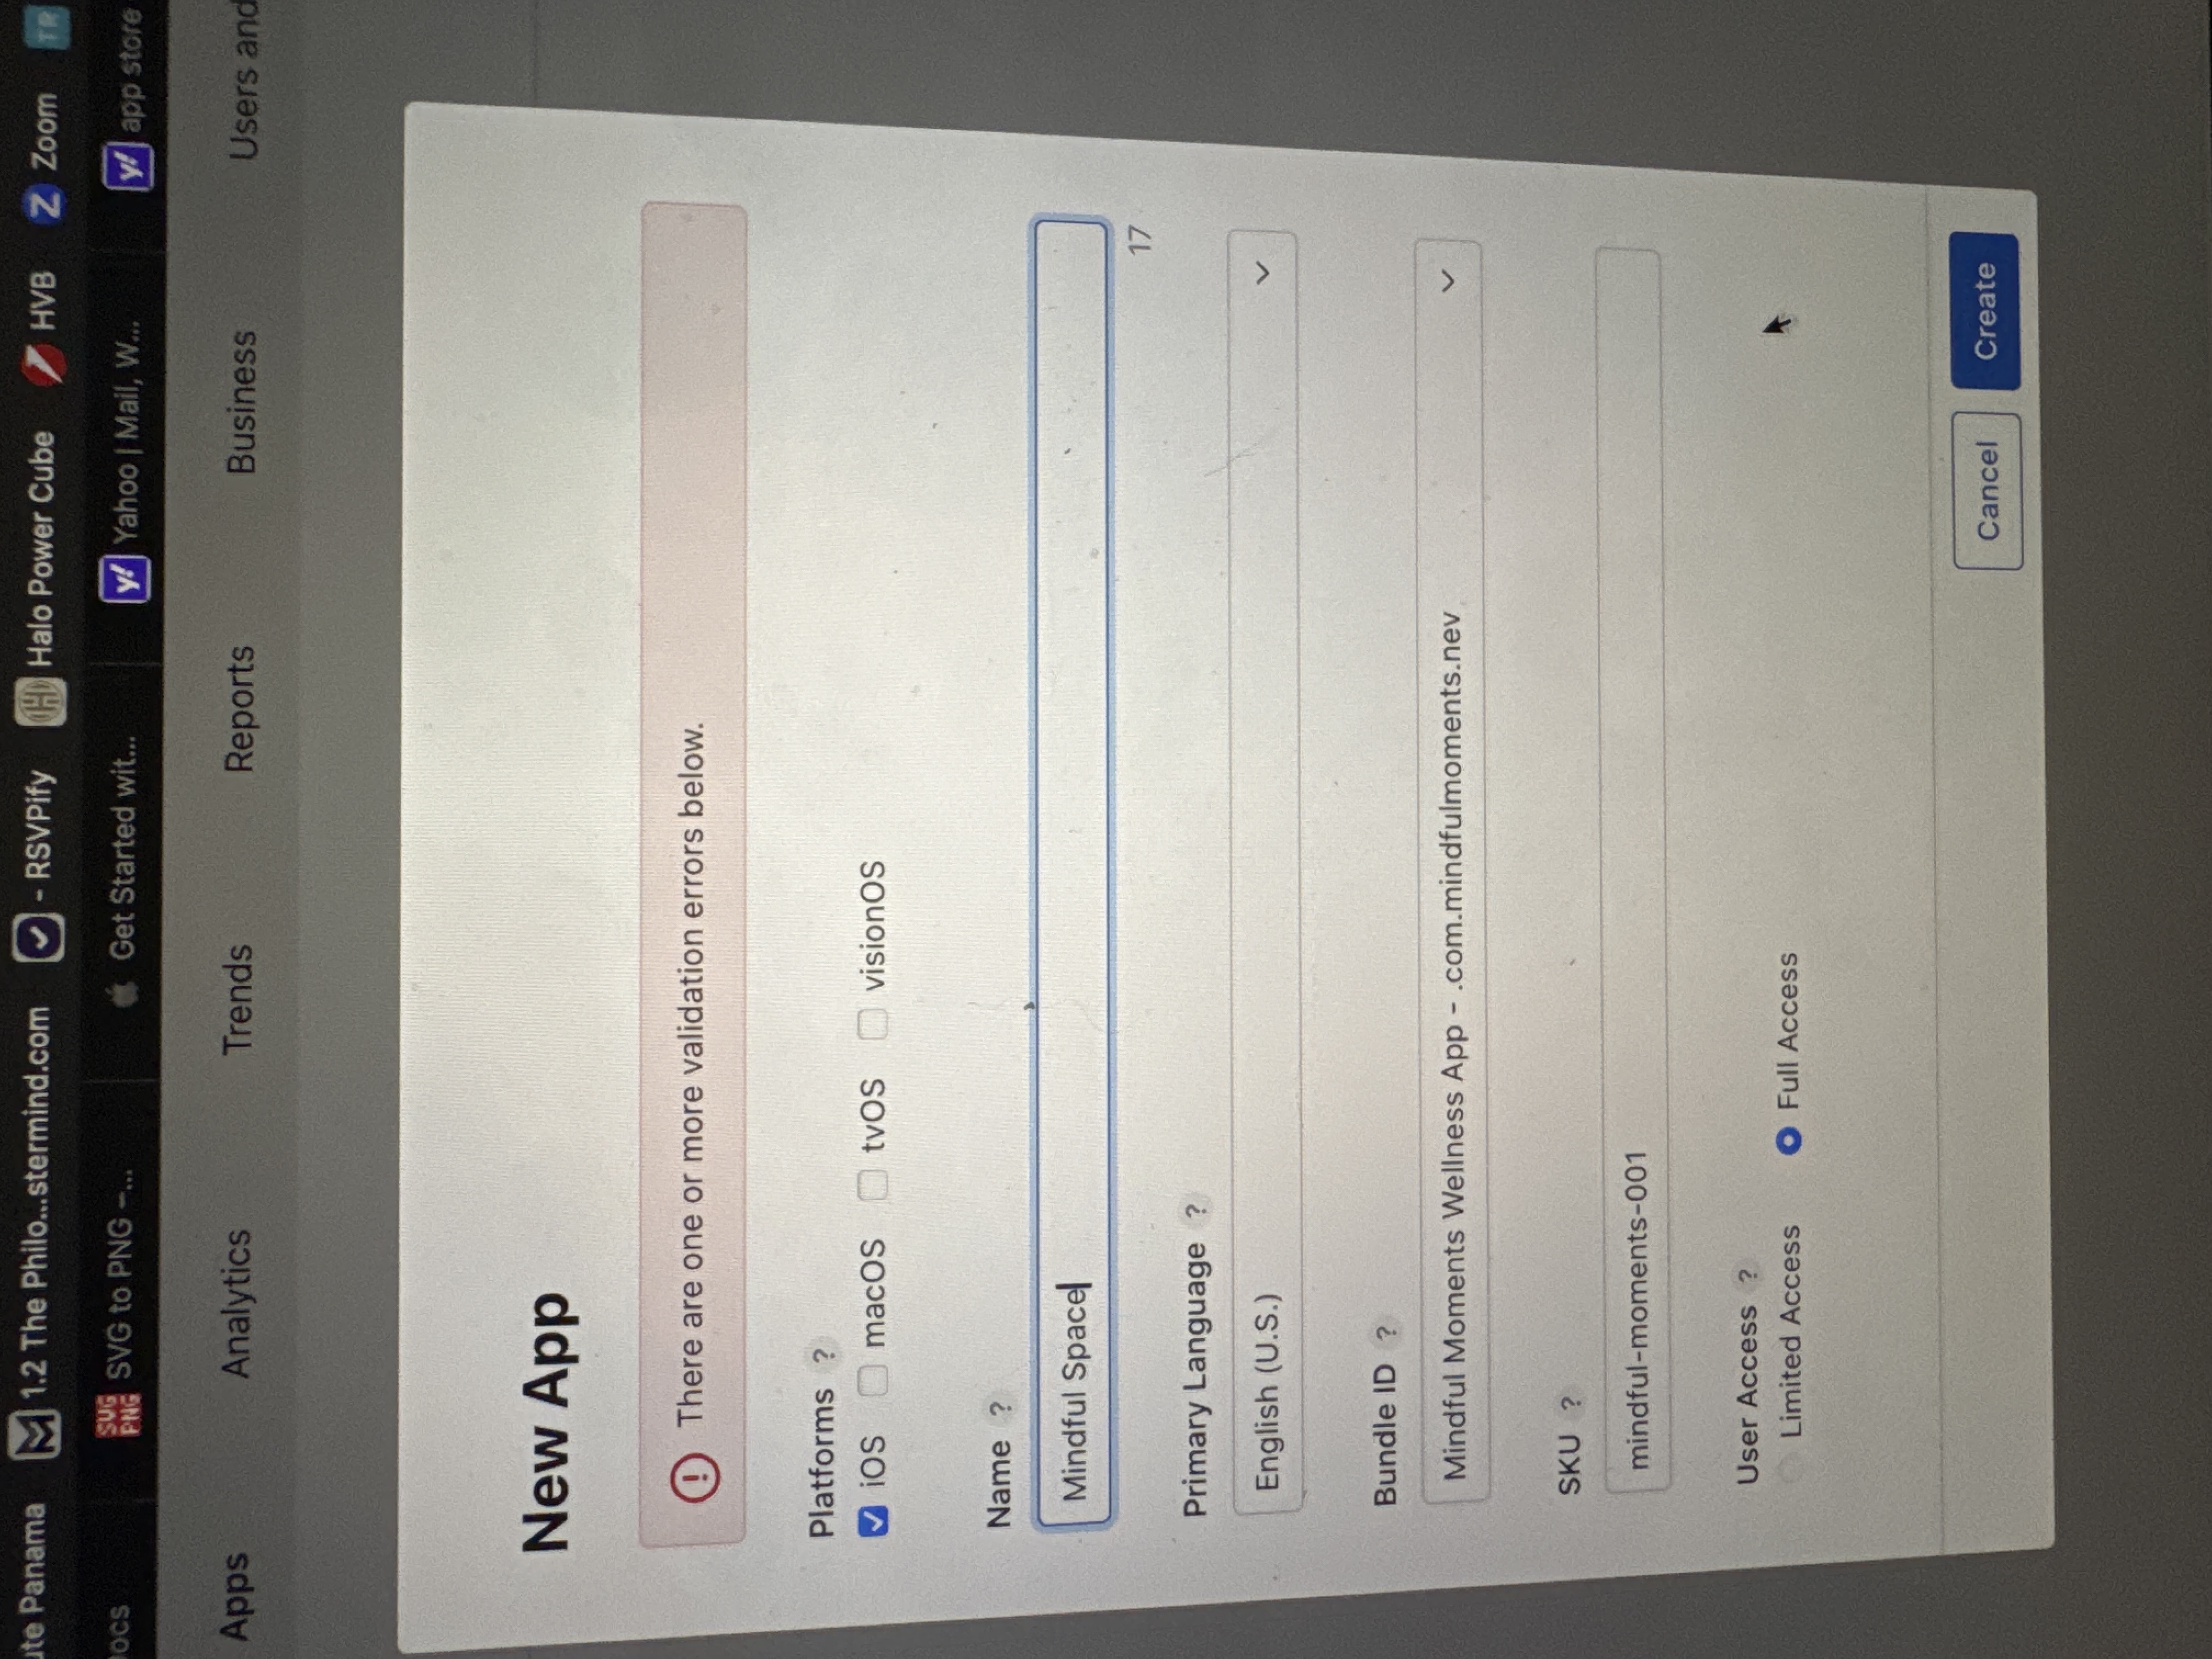 ute Panama 1.2 The Philo...stermind.com - RSVPify Halo Power Cube Z Zoom HVB TR
ocs SVG PNG SVG to PNG –... Get Started wit... y! Yahoo | Mail, W... y! app store
Apps Analytics Trends Reports Business Users and
New App
! There are one or more validation errors below.
Platforms ?
iOS macOS tvOS visionOS
Name ?
Mindful Space
17
Primary Language ?
English (U.S.)
Bundle ID ?
Mindful Moments Wellness App - .com.mindfulmoments.nev
SKU ?
mindful-moments-001
User Access ?
Limited Access Full Access
Cancel Create